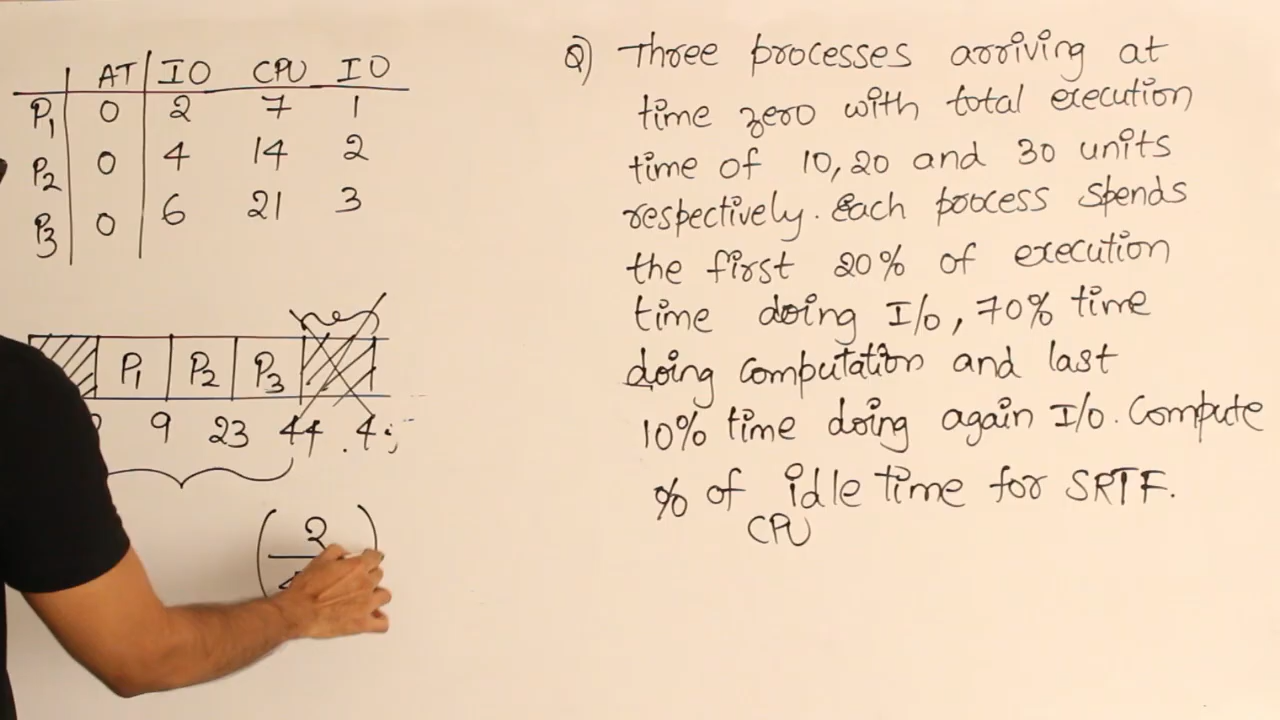 AT IO CPU IO
P1 0 2 7 1
P2 0 4 14 2
P3 0 6 21 3
P1 P2 P3
9 23 44
2
Q) Three processes arriving at
time zero with total execution
time of 10, 20 and 30 units
respectively. Each process spends
the first 20% of execution
time doing I/o, 70% time
doing computation and last
10% time doing again I/o. Compute
% of idle time for SRTF.
CPU